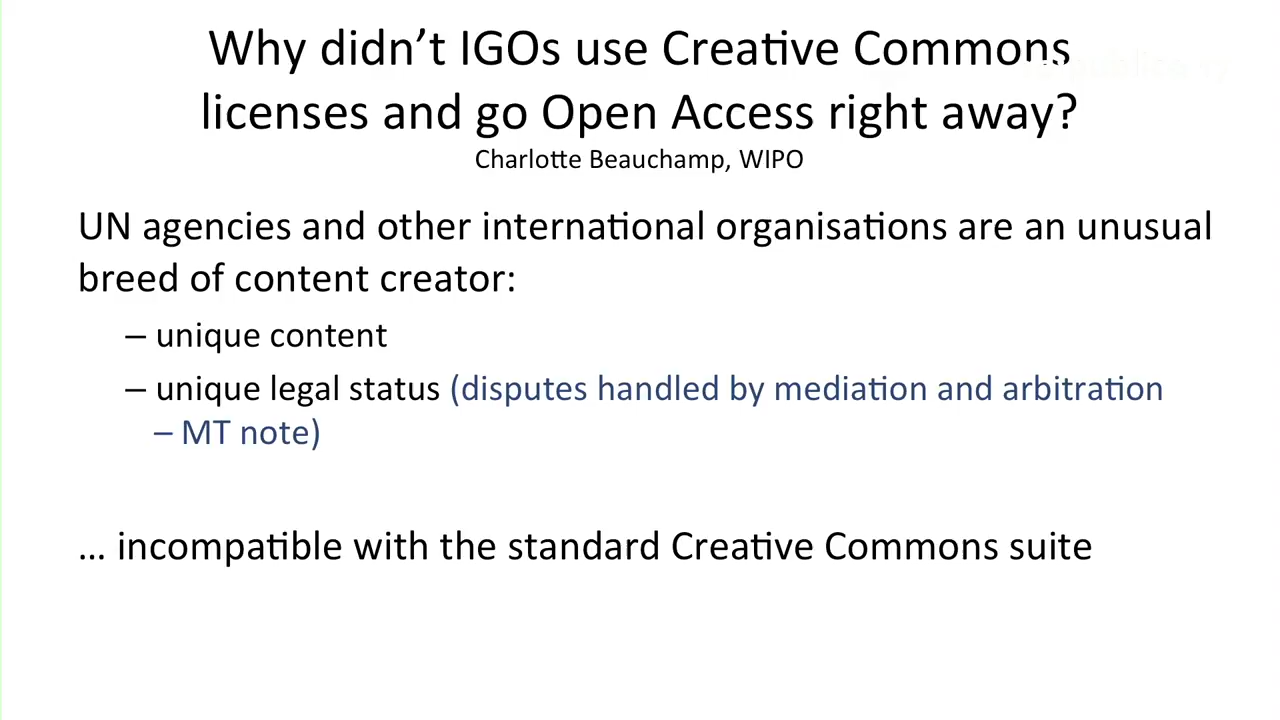 Why didn’t IGOs use Creative Commons
licenses and go Open Access right away?
Charlotte Beauchamp, WIPO
UN agencies and other international organisations are an unusual
breed of content creator:
– unique content
– unique legal status (disputes handled by mediation and arbitration
– MT note)
… incompatible with the standard Creative Commons suite